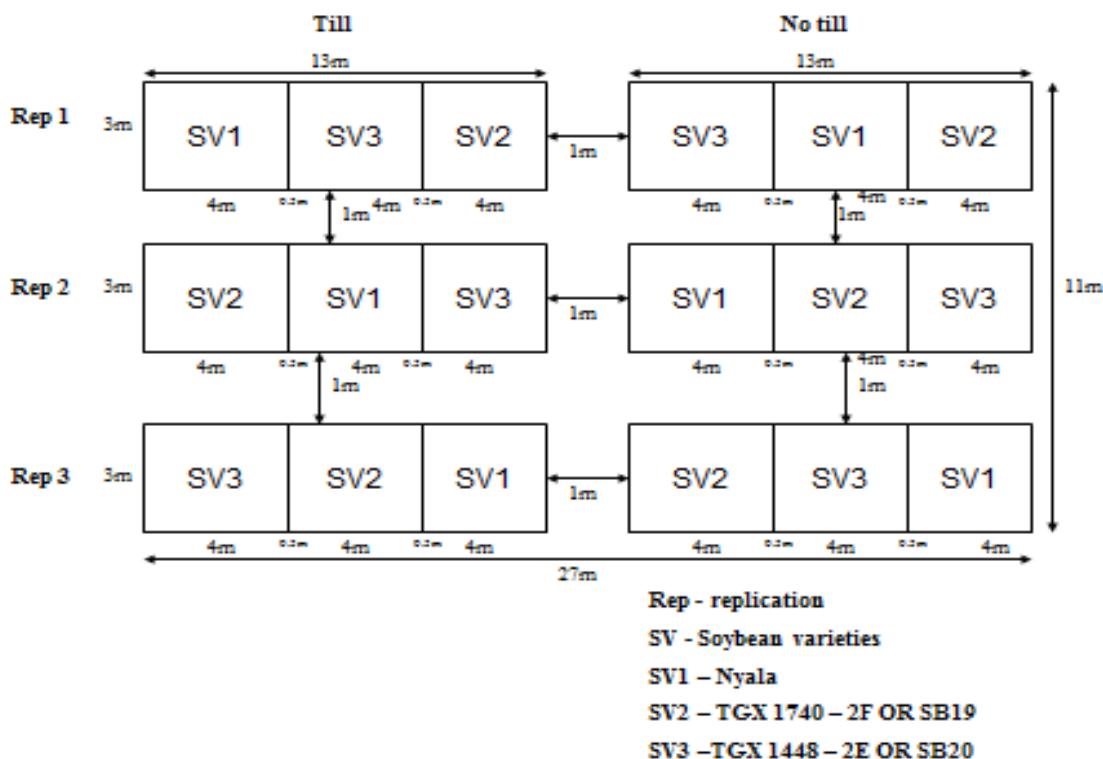 Till No till
13m 13m
Rep 1 3m SV1 SV3 SV2 1m SV3 SV1 SV2
4m 4m 4m 4m 4m 4m
1m 1m
Rep 2 3m SV2 SV1 SV3 1m SV1 SV2 SV3 11m
4m 4m 4m 4m 4m 4m
1m 1m
Rep 3 3m SV3 SV2 SV1 1m SV2 SV3 SV1
4m 4m 4m 4m 4m 4m
27m
Rep - replication
SV - Soybean varieties
SV1 – Nyala
SV2 – TGX 1740 – 2F OR SB19
SV3 –TGX 1448 – 2E OR SB20